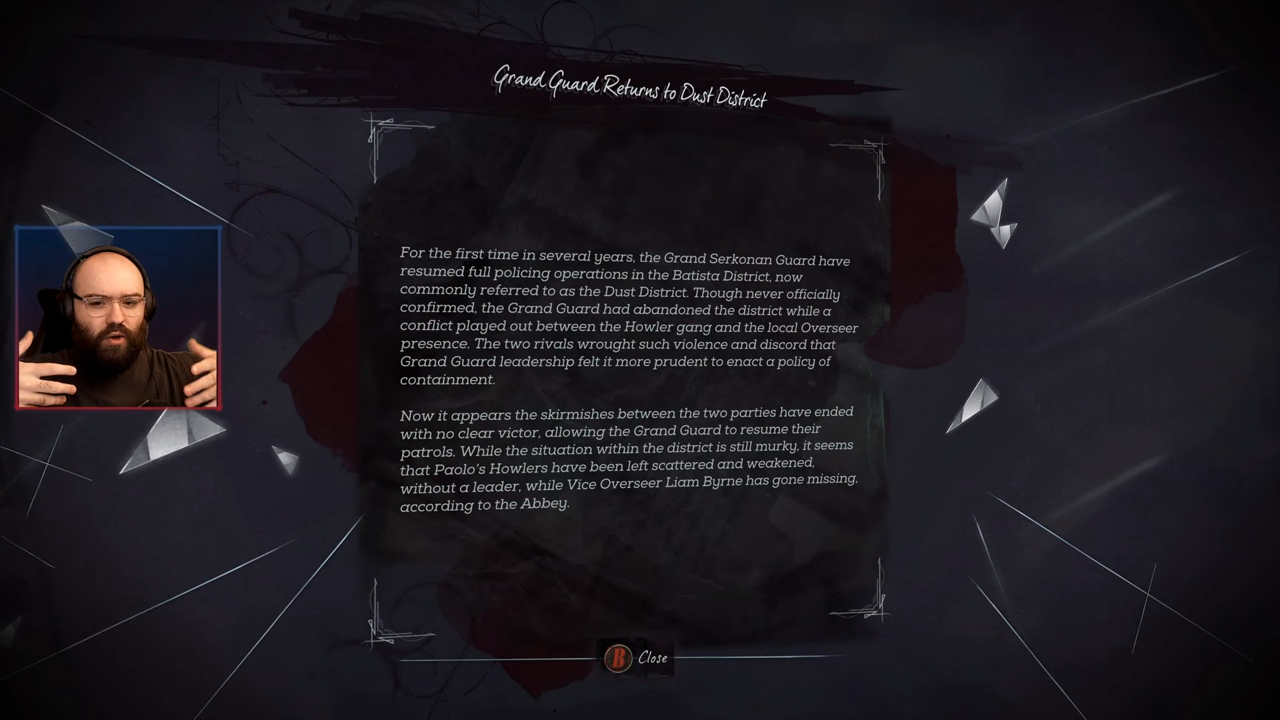 Grand Guard Returns to Dust District
For the first time in several years, the Grand Serkonan Guard have
resumed full policing operations in the Batista District, now
commonly referred to as the Dust District. Though never officially
confirmed, the Grand Guard had abandoned the district while a
conflict played out between the Howler gang and the local Overseer
presence. The two rivals wrought such violence and discord that
Grand Guard leadership felt it more prudent to enact a policy of
containment.
Now it appears the skirmishes between the two parties have ended
with no clear victor, allowing the Grand Guard to resume their
patrols. While the situation within the district is still murky, it seems
that Paolo's Howlers have been left scattered and weakened,
without a leader, while Vice Overseer Liam Byrne has gone missing,
according to the Abbey.
B Close